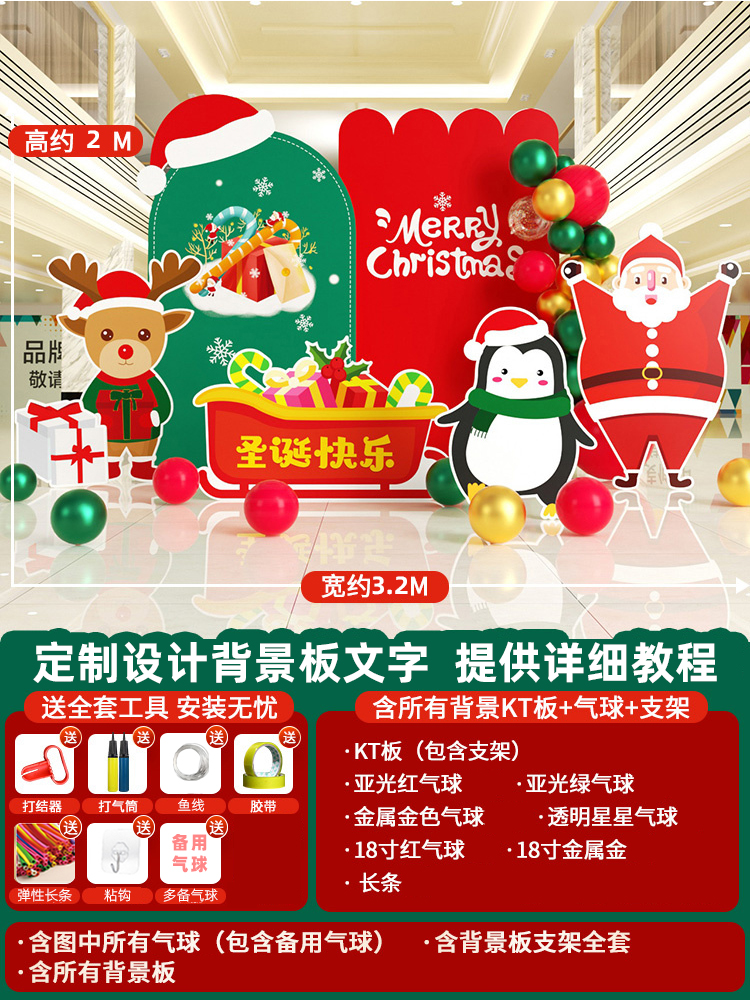 高约 2 M
Merry
Christmas
品牌
敬请
圣诞快乐
宽约3.2M
定制设计背景板文字 提供详细教程
送全套工具 安装无忧
送 送 送 送
打结器 打气筒 鱼线 胶带
送 送 送
备用
气球
弹性长条 粘钩 多备气球
含所有背景KT板+气球+支架
·KT板（包含支架）
·亚光红气球 ·亚光绿气球
·金属金色气球 ·透明星星气球
·18寸红气球 ·18寸金属金
·长条
·含图中所有气球（包含备用气球） ·含背景板支架全套
·含所有背景板